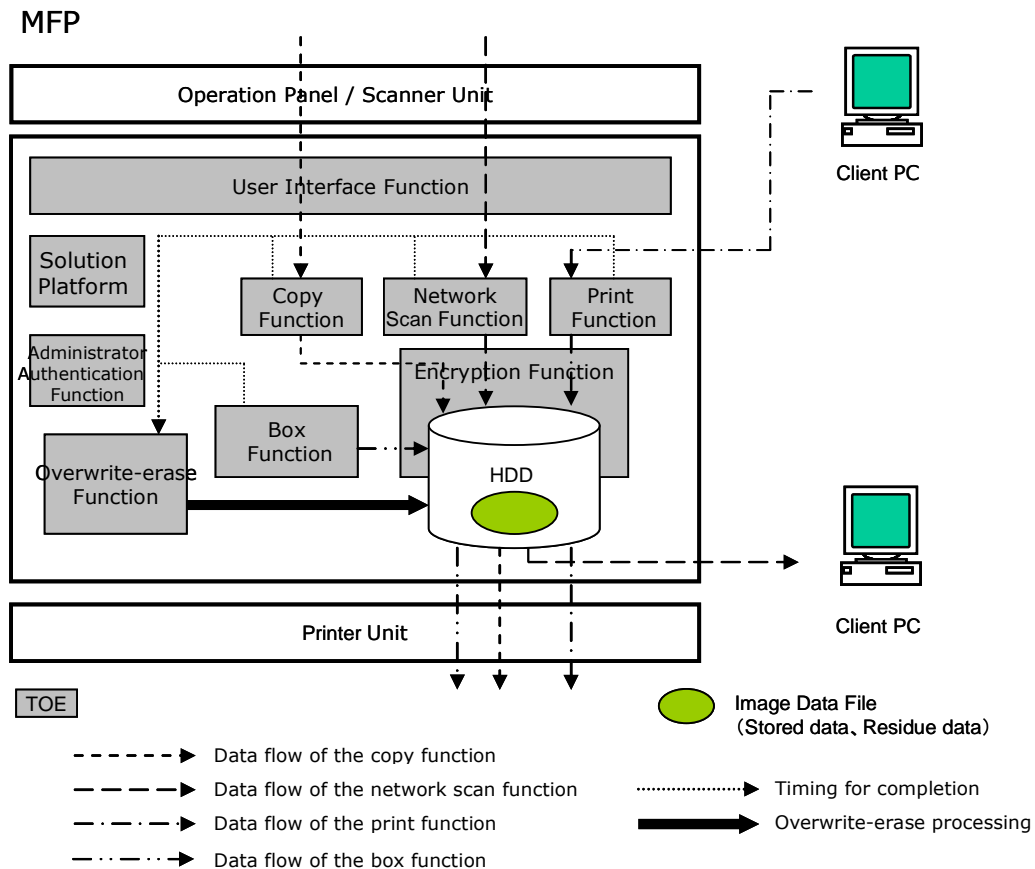 MFP
Operation Panel / Scanner Unit
Client PC
User Interface Function
Solution
Platform
Copy
Function
Network
Scan Function
Print
Function
Administrator
Authentication
Function
Encryption Function
Box
Function
Overwrite-erase
Function
HDD
Client PC
Printer Unit
TOE
Image Data File
（Stored data、Residue data）
Data flow of the copy function
Data flow of the network scan function
Timing for completion
Data flow of the print function
Overwrite-erase processing
Data flow of the box function